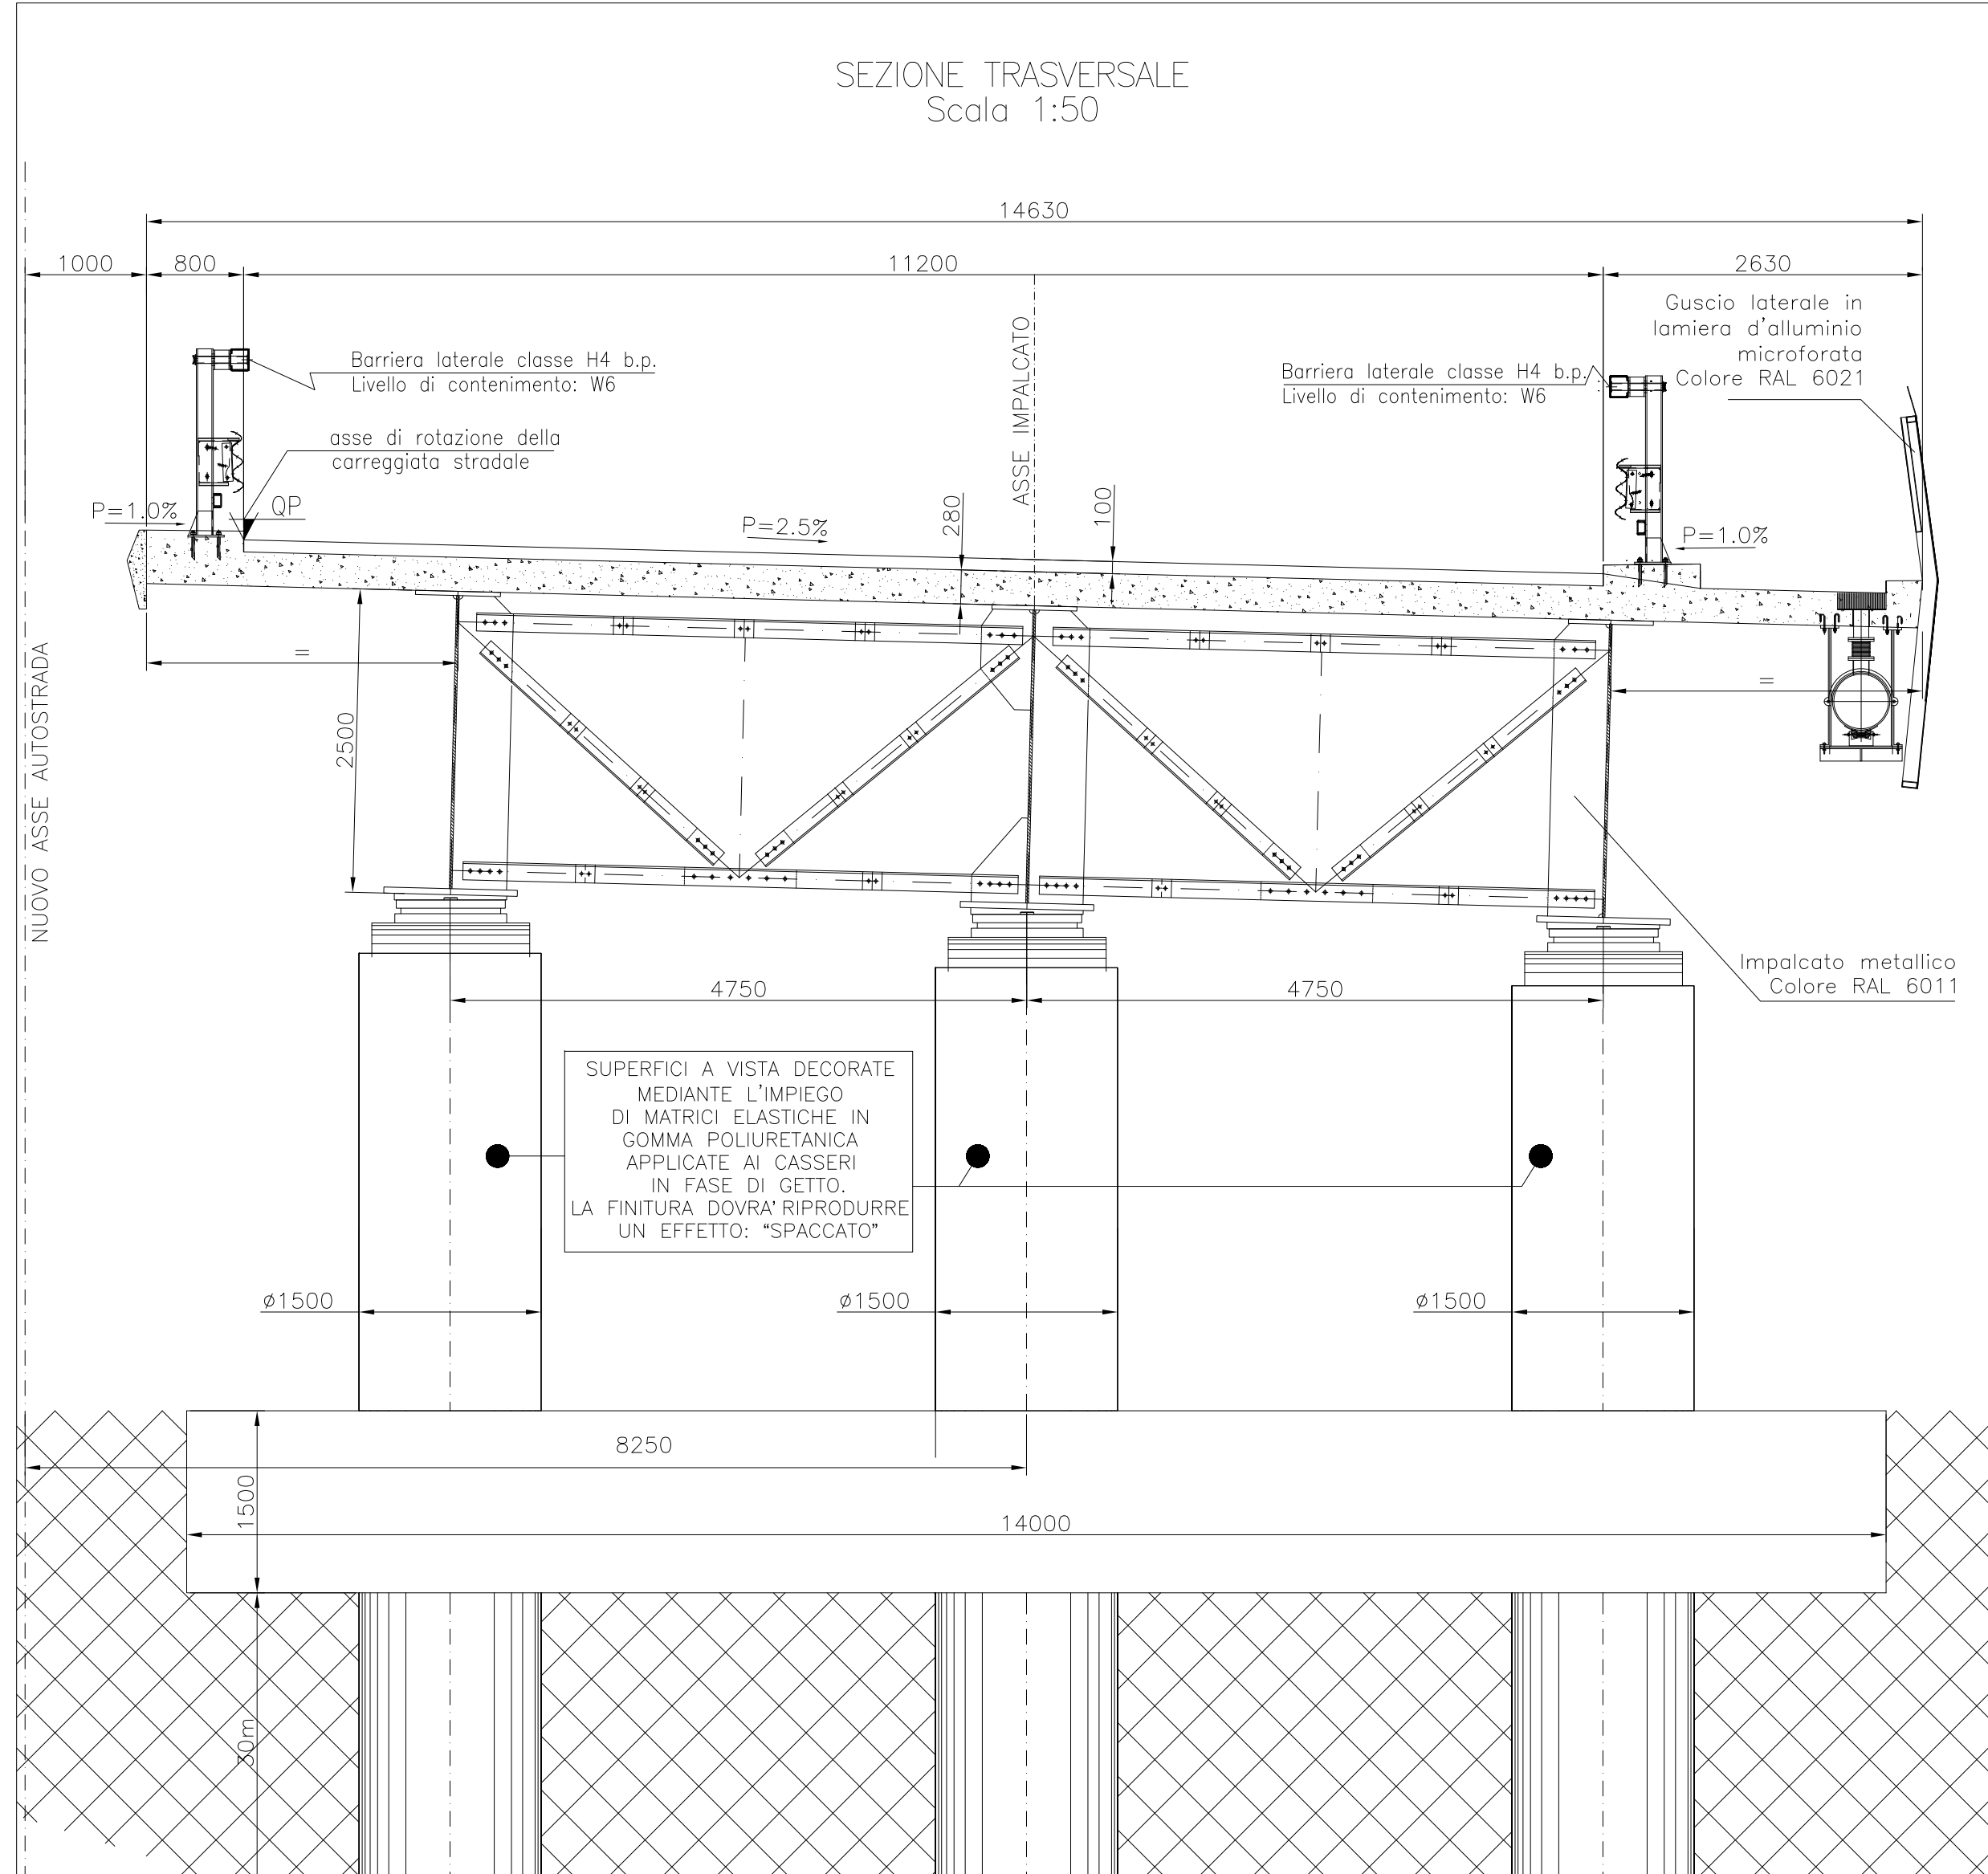 SEZIONE TRASVERSALE
Scala 1:50
14630
1000
800
11200
2630
Guscio laterale in
lamiera d'alluminio
microforata
Colore RAL 6021
ASSE IMPALCATO
Barriera laterale classe H4 b.p.
Livello di contenimento: W6
Barriera laterale classe H4 b.p.
Livello di contenimento: W6
asse di rotazione della
carreggiata stradale
P=1.0%
QP
P=2.5%
280
100
P=1.0%
=
=
2500
NUOVO ASSE AUTOSTRADA
Impalcato metallico
Colore RAL 6011
4750
4750
SUPERFICI A VISTA DECORATE
MEDIANTE L'IMPIEGO
DI MATRICI ELASTICHE IN
GOMMA POLIURETANICA
APPLICATE AI CASSERI
IN FASE DI GETTO.
LA FINITURA DOVRA' RIPRODURRE
UN EFFETTO: “SPACCATO”
ø1500
ø1500
ø1500
8250
1500
14000
30m